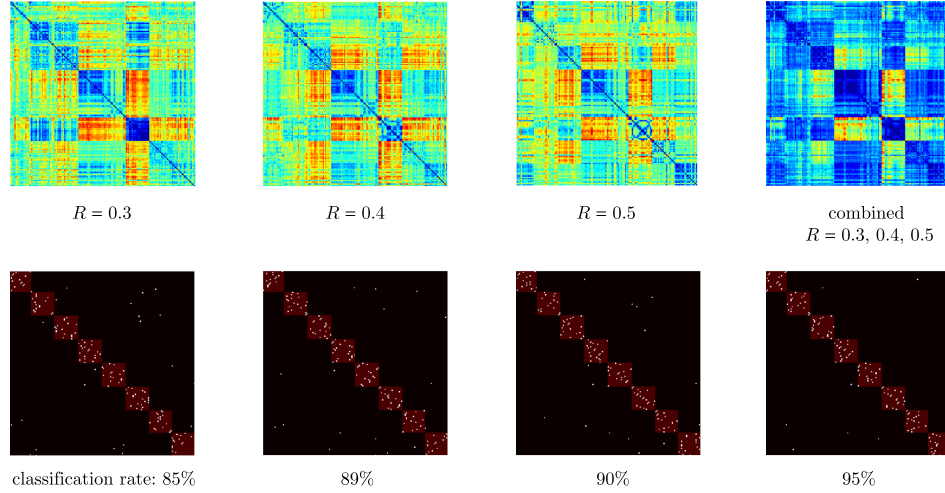 R = 0.3
R = 0.4
R = 0.5
combined
R = 0.3, 0.4, 0.5
classification rate: 85%
89%
90%
95%